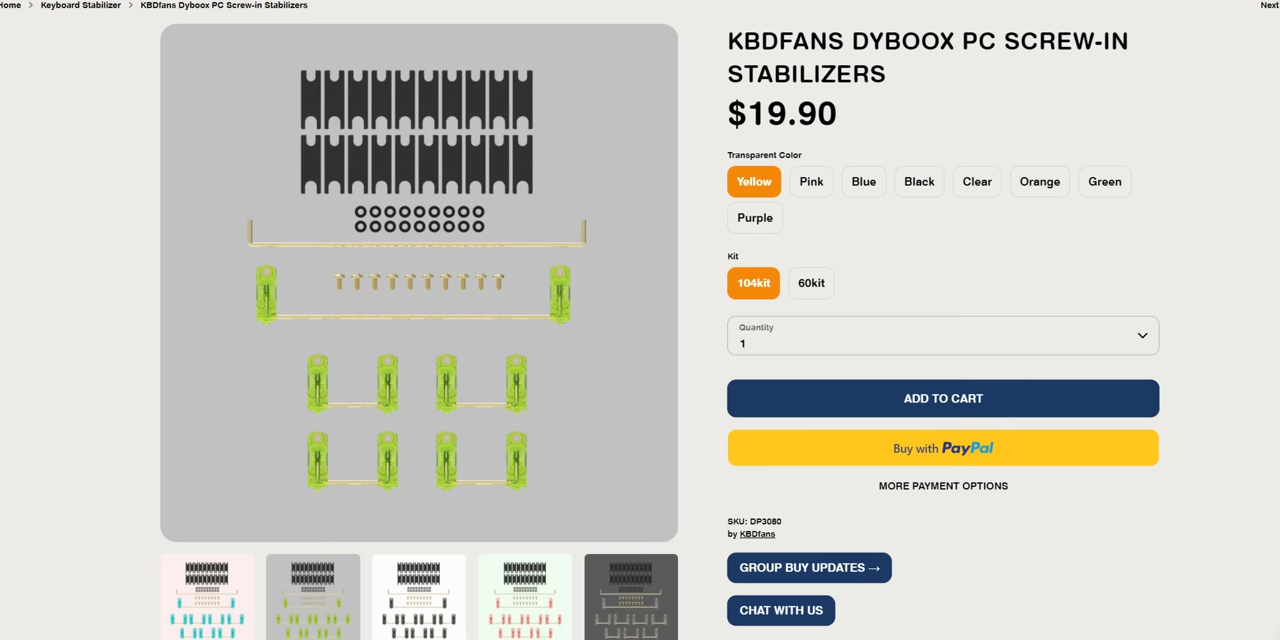 Home > Keyboard Stabilizer > KBDfans Dyboox PC Screw-in Stabilizers
Next
KBDFANS DYBOOX PC SCREW-IN
STABILIZERS
$19.90
Transparent Color
Yellow Pink Blue Black Clear Orange Green
Purple
Kit
104kit 60kit
Quantity
1
ADD TO CART
Buy with PayPal
MORE PAYMENT OPTIONS
SKU: DP3080
by KBDfans
GROUP BUY UPDATES →
CHAT WITH US